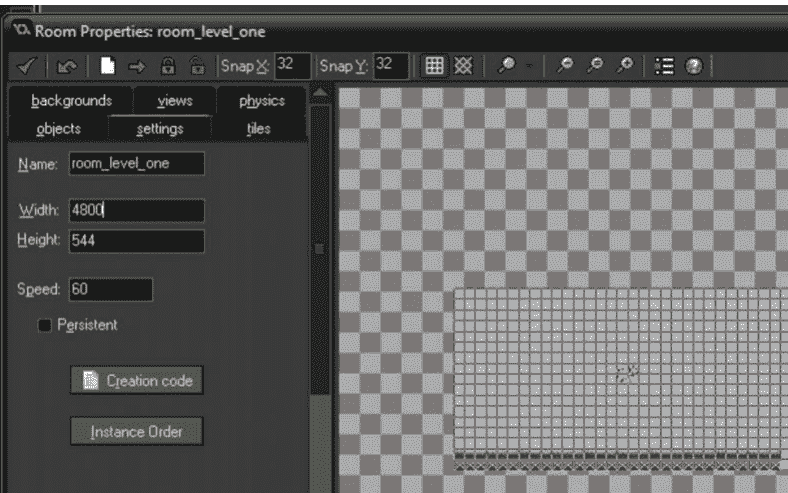 Room Properties: room_level_one
Snap X: 32 Snap Y: 32
backgrounds views physics
objects settings tiles
Name: room_level_one
Width: 4800
Height: 544
Speed: 60
Persistent
Creation code
Instance Order